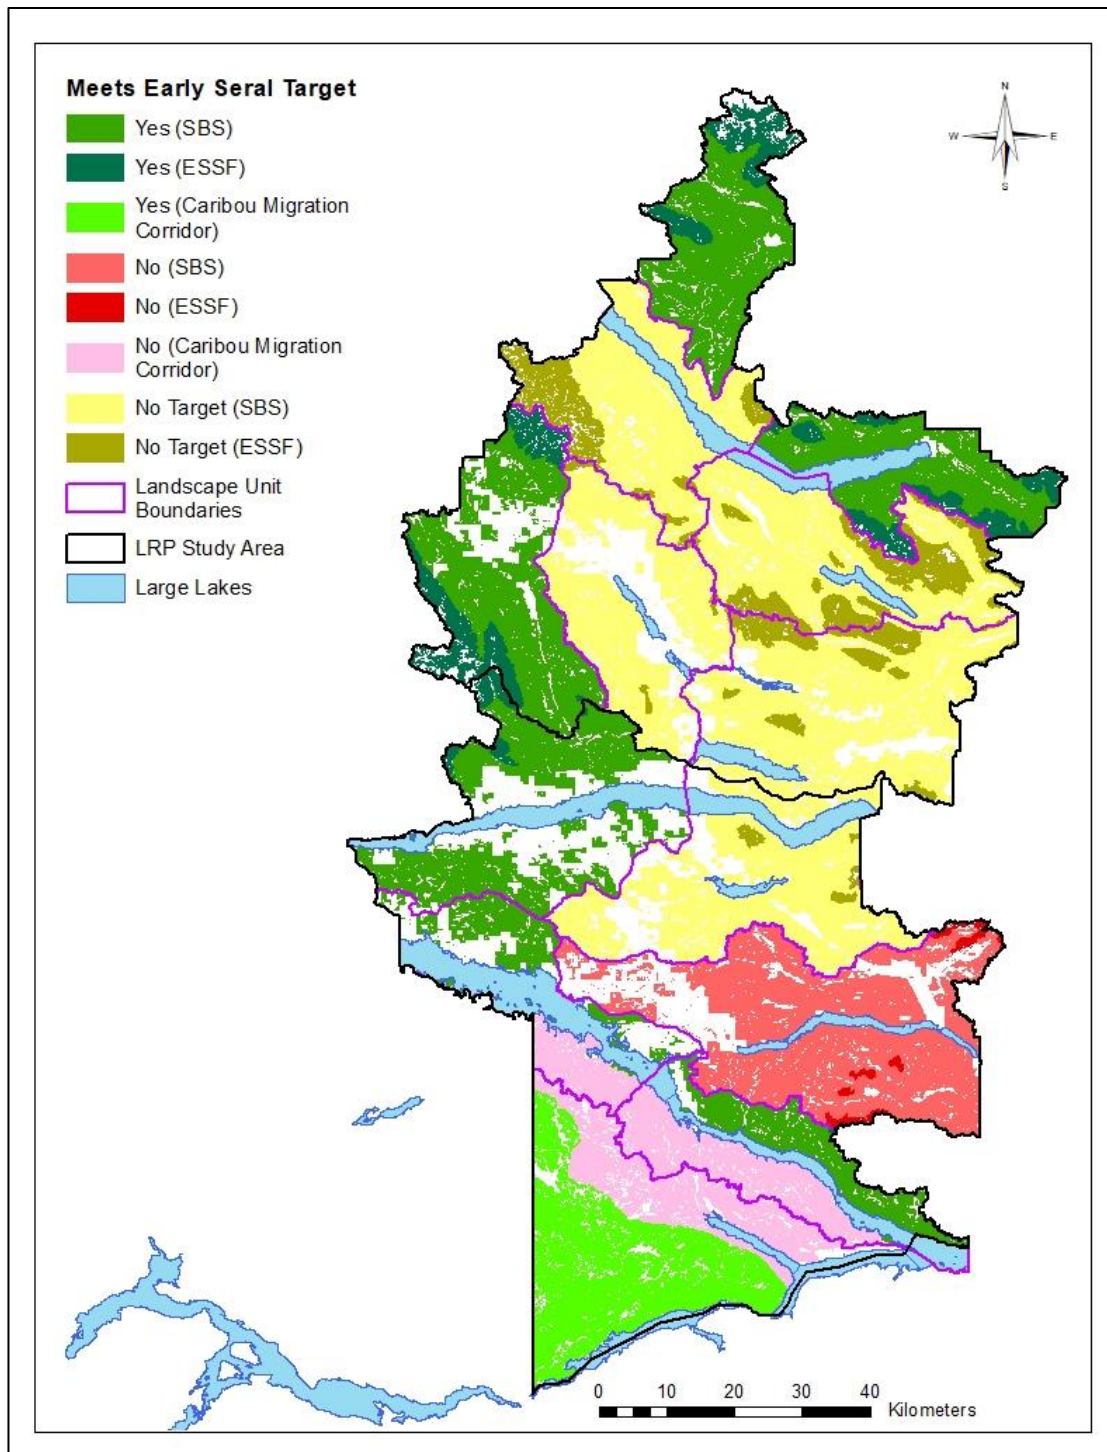 Meets Early Seral Target
Yes (SBS)
Yes (ESSF)
Yes (Caribou Migration
Corridor)
No (SBS)
No (ESSF)
No (Caribou Migration
Corridor)
No Target (SBS)
No Target (ESSF)
Landscape Unit
Boundaries
LRP Study Area
Large Lakes
N
W E
S
0 10 20 30 40
Kilometers